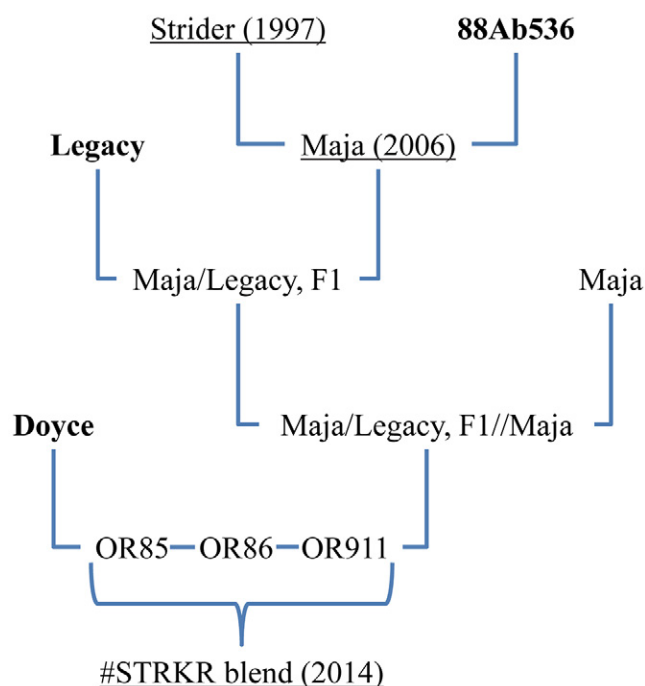 Strider (1997)
88Ab536
Legacy
Maja (2006)
Maja/Legacy, F1
Maja
Doyce
Maja/Legacy, F1//Maja
OR85
OR86
OR911
#STRKR blend (2014)